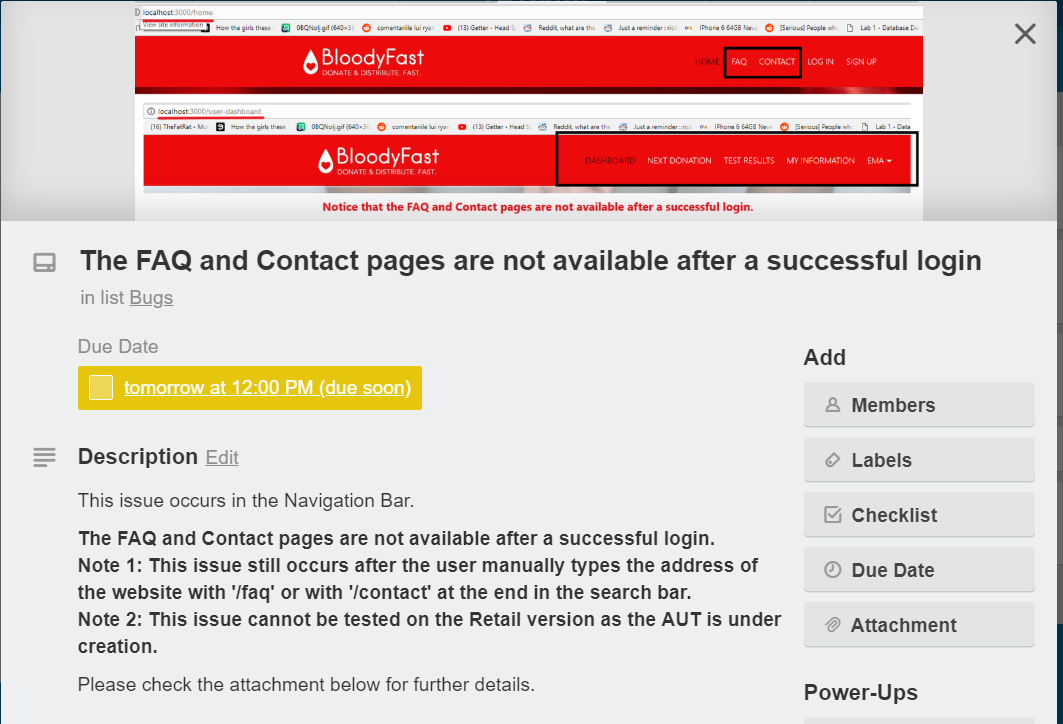 localhost:3000/home
View site information
How the girls these
0BQNolj.gif (640×36
comentariile lui ryan
(13) Getter - Head S
Reddit, what are the
Just a reminder : rick
iPhone 6 64GB Neve
[Serious] People who
Lab 1 - Database De
BloodyFast
DONATE & DISTRIBUTE. FAST.
HOME FAQ CONTACT LOG IN SIGN UP
localhost:3000/user-dashboard
(16) TheFatRat - Mo
How the girls these
0BQNolj.gif (640×36
comentariile lui rya
(13) Getter - Head S
Reddit, what are the
Just a reminder : rick
iPhone 6 64GB Neve
[Serious] People wh
Lab 1 - Data
BloodyFast
DONATE & DISTRIBUTE. FAST.
DASHBOARD NEXT DONATION TEST RESULTS MY INFORMATION EMA
Notice that the FAQ and Contact pages are not available after a successful login.
The FAQ and Contact pages are not available after a successful login
in list Bugs
Due Date
tomorrow at 12:00 PM (due soon)
Description Edit
This issue occurs in the Navigation Bar.
The FAQ and Contact pages are not available after a successful login.
Note 1: This issue still occurs after the user manually types the address of
the website with '/faq' or with '/contact' at the end in the search bar.
Note 2: This issue cannot be tested on the Retail version as the AUT is under
creation.
Please check the attachment below for further details.
Add
Members
Labels
Checklist
Due Date
Attachment
Power-Ups